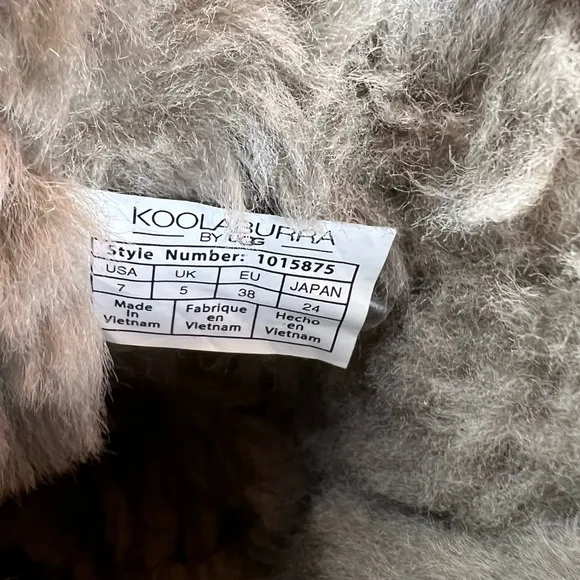 KOOLABURRA
BY UGG
Style Number: 1015875
USA UK EU JAPAN
7 5 38 24
Made in Vietnam
Fabrique en Vietnam
Hecho en Vietnam